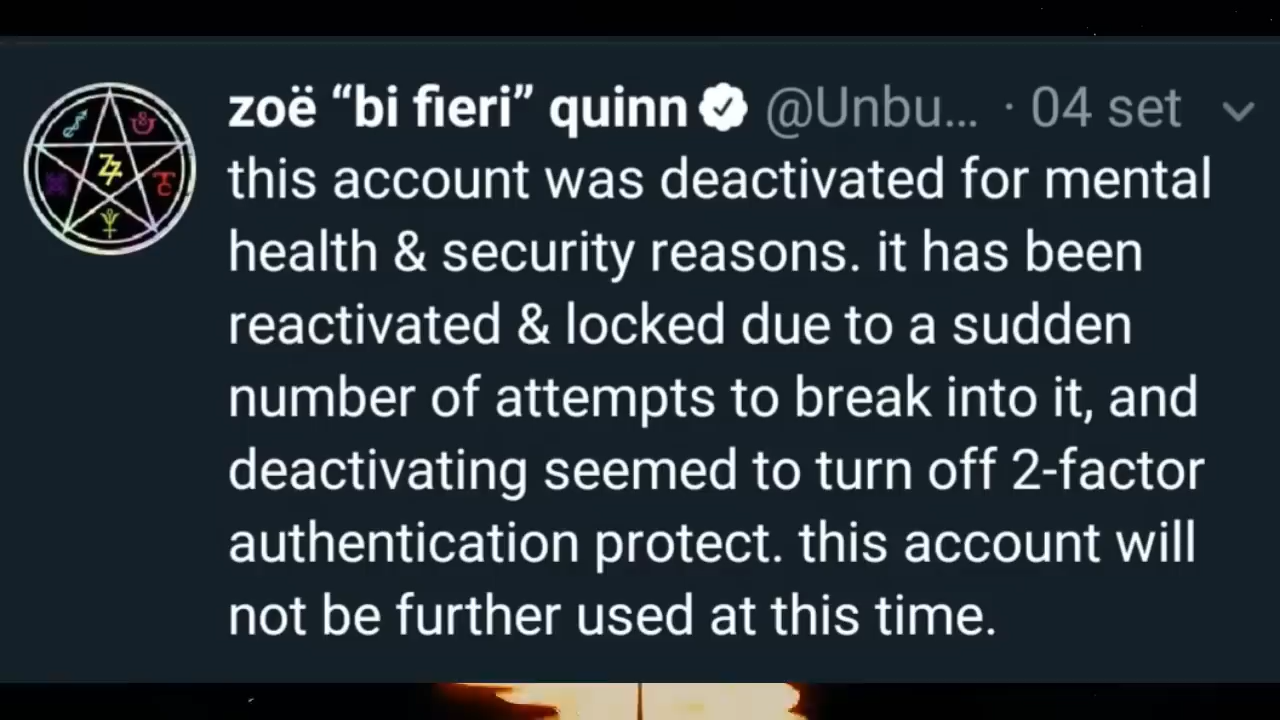 zoë “bi fieri” quinn @Unbu... · 04 set
this account was deactivated for mental
health & security reasons. it has been
reactivated & locked due to a sudden
number of attempts to break into it, and
deactivating seemed to turn off 2-factor
authentication protect. this account will
not be further used at this time.